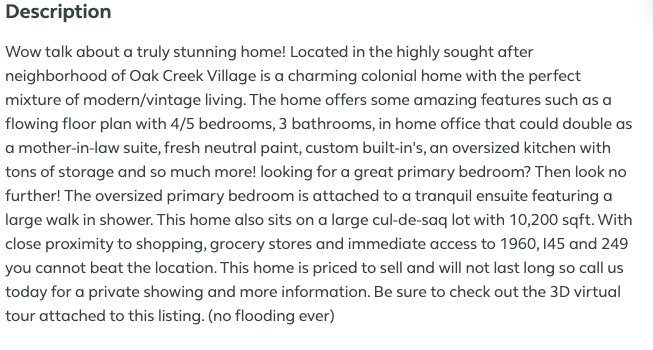 Description
Wow talk about a truly stunning home! Located in the highly sought after
neighborhood of Oak Creek Village is a charming colonial home with the perfect
mixture of modern/vintage living. The home offers some amazing features such as a
flowing floor plan with 4/5 bedrooms, 3 bathrooms, in home office that could double as
a mother-in-law suite, fresh neutral paint, custom built-in's, an oversized kitchen with
tons of storage and so much more! looking for a great primary bedroom? Then look no
further! The oversized primary bedroom is attached to a tranquil ensuite featuring a
large walk in shower. This home also sits on a large cul-de-saq lot with 10,200 sqft. With
close proximity to shopping, grocery stores and immediate access to 1960, I45 and 249
you cannot beat the location. This home is priced to sell and will not last long so call us
today for a private showing and more information. Be sure to check out the 3D virtual
tour attached to this listing. (no flooding ever)